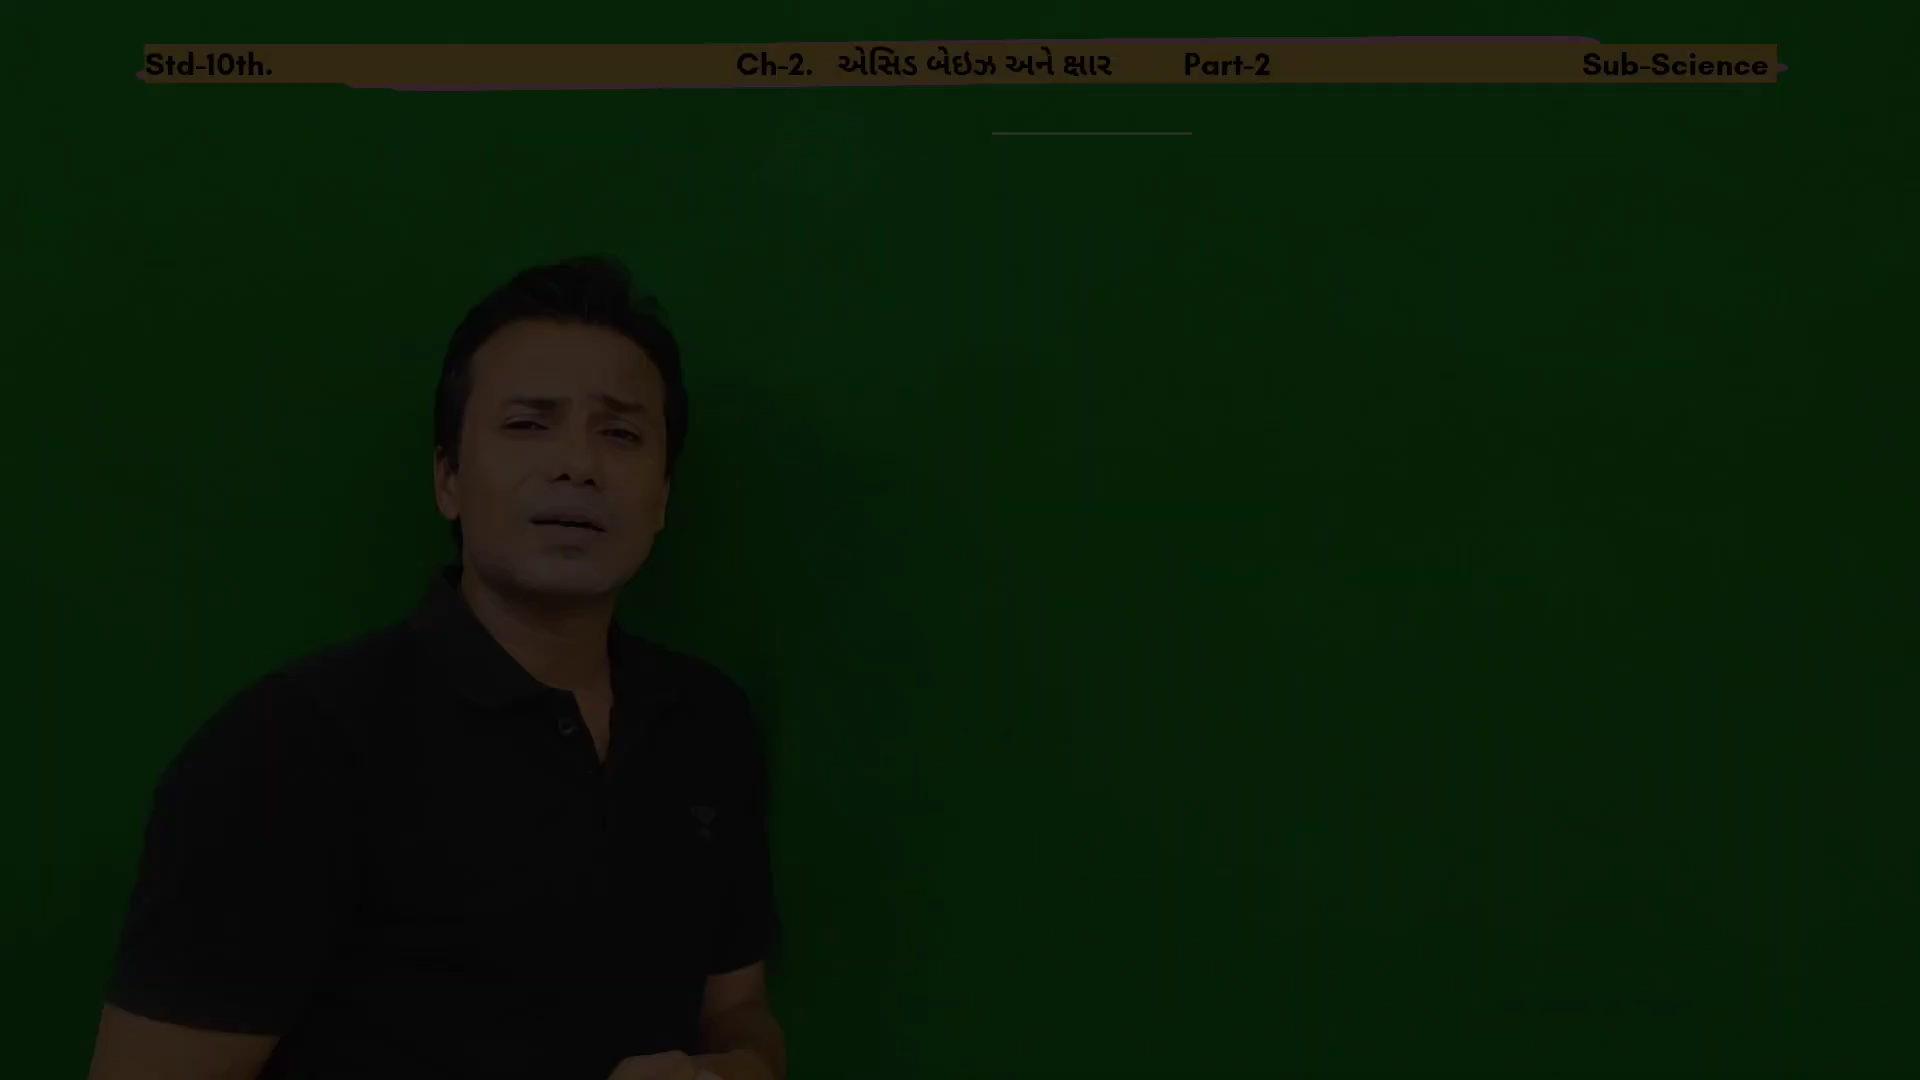 Std-10th. Ch-2. એસિડ બેઇઝ અને ક્ષાર Part-2 Sub-Science